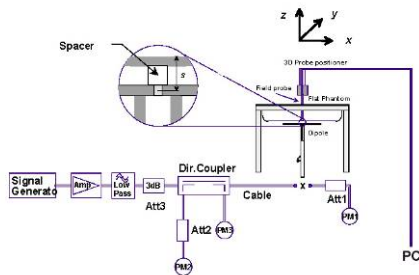 z
y
x
3D Probe positioner
Spacer
s
Field probe
Flat Phantom
Dipole
Signal
Generato
Amp
Low
Pass
3dB
Att3
Dir.Coupler
Cable
x
Att1
PM1
Att2
PM3
PM2
PC